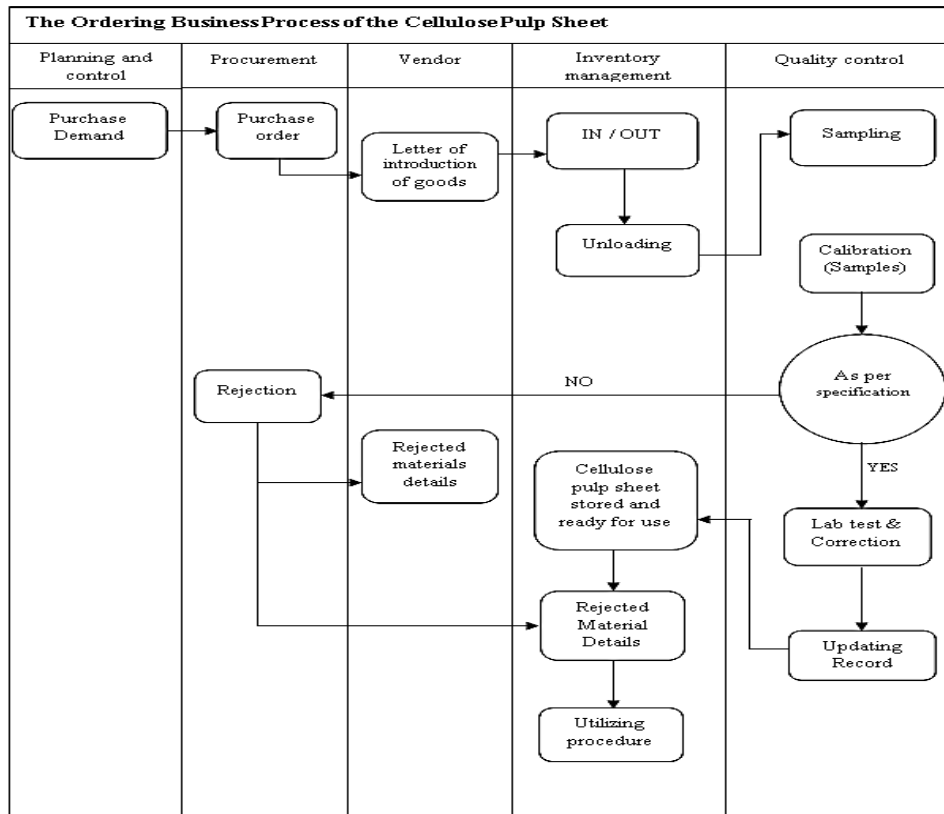 The Ordering Business Process of the Cellulose Pulp Sheet
Planning and
control
Procurement
Vendor
Inventory
management
Quality control
Purchase
Demand
Purchase
order
Letter of
introduction
of goods
IN / OUT
Sampling
Unloading
Calibration
(Samples)
As per
specification
NO
Rejection
YES
Rejected
materials
details
Cellulose
pulp sheet
stored and
ready for use
Lab test &
Correction
Rejected
Material
Details
Updating
Record
Utilizing
procedure